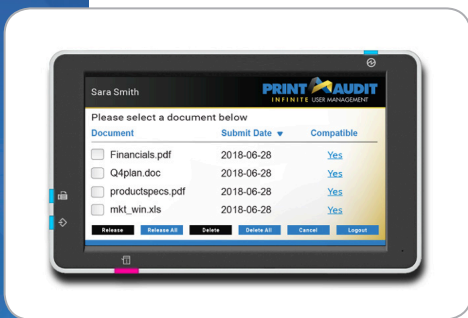 Sara Smith
PRINT AUDIT
INFINITE USER MANAGEMENT
Please select a document below
Document Submit Date Compatible
Financials.pdf 2018-06-28 Yes
Q4plan.doc 2018-06-28 Yes
productspecs.pdf 2018-06-28 Yes
mkt_win.xls 2018-06-28 Yes
Release Release All Delete Delete All Cancel Logout